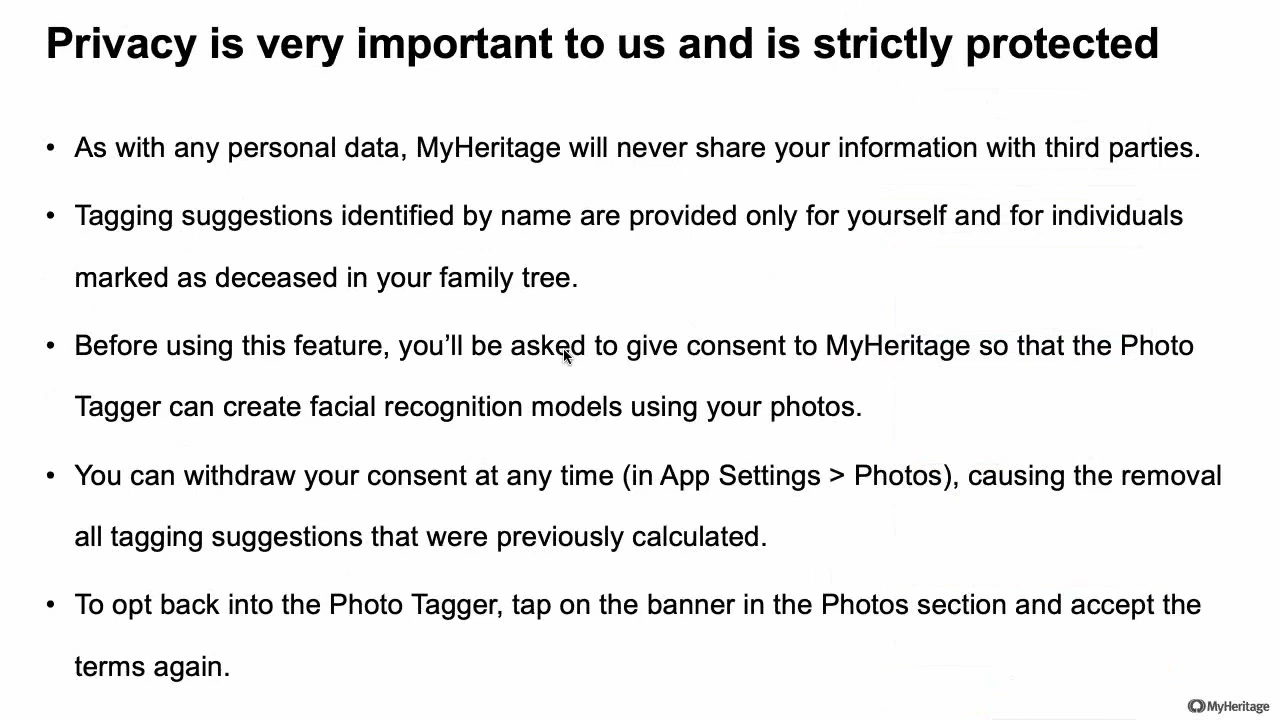 Privacy is very important to us and is strictly protected
• As with any personal data, MyHeritage will never share your information with third parties.
• Tagging suggestions identified by name are provided only for yourself and for individuals
marked as deceased in your family tree.
• Before using this feature, you’ll be asked to give consent to MyHeritage so that the Photo
Tagger can create facial recognition models using your photos.
• You can withdraw your consent at any time (in App Settings > Photos), causing the removal
all tagging suggestions that were previously calculated.
• To opt back into the Photo Tagger, tap on the banner in the Photos section and accept the
terms again.
MyHeritage